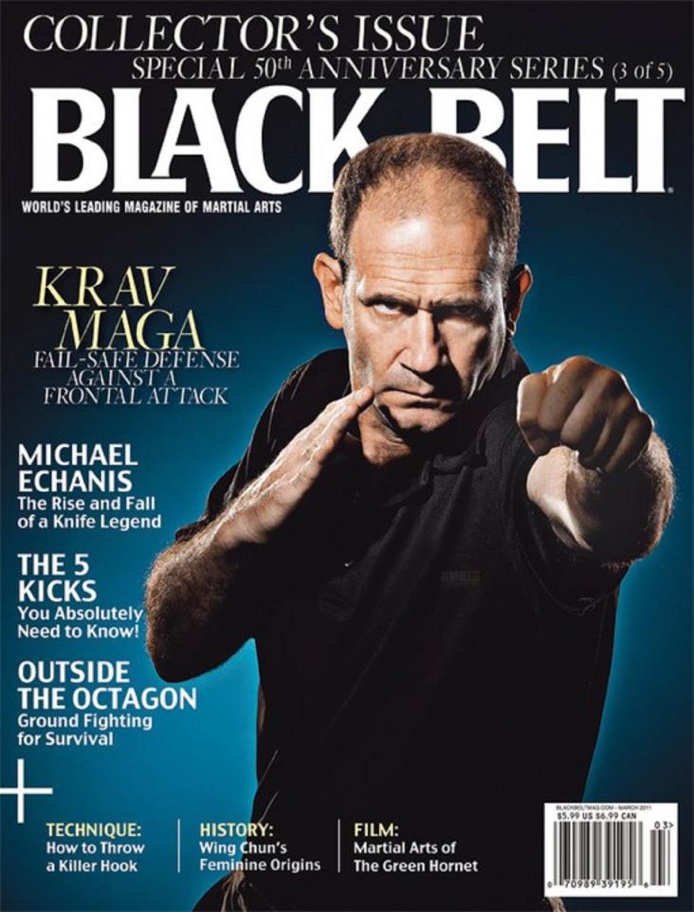 COLLECTOR'S ISSUE
SPECIAL 50th ANNIVERSARY SERIES (3 of 5)
BLACK BELT
WORLD'S LEADING MAGAZINE OF MARTIAL ARTS
KRAV
MAGA
FAIL-SAFE DEFENSE
AGAINST A
FRONTAL ATTACK
MICHAEL
ECHANIS
The Rise and Fall
of a Knife Legend
THE 5
KICKS
You Absolutely
Need to Know!
OUTSIDE
THE OCTAGON
Ground Fighting
for Survival
TECHNIQUE:
How to Throw
a Killer Hook
HISTORY:
Wing Chun's
Feminine Origins
FILM:
Martial Arts of
The Green Hornet
BLACKBELTMAG.COM - MARCH 2011
$5.99 US $6.99 CAN
03>
0 70989 39195 6